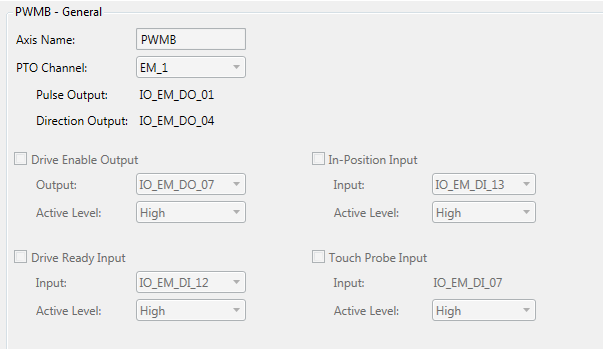 PWMB - General
Axis Name: PWMB
PTO Channel: EM_1
Pulse Output: IO_EM_DO_01
Direction Output: IO_EM_DO_04
Drive Enable Output
Output: IO_EM_DO_07
Active Level: High
In-Position Input
Input: IO_EM_DI_13
Active Level: High
Drive Ready Input
Input: IO_EM_DI_12
Active Level: High
Touch Probe Input
Input: IO_EM_DI_07
Active Level: High